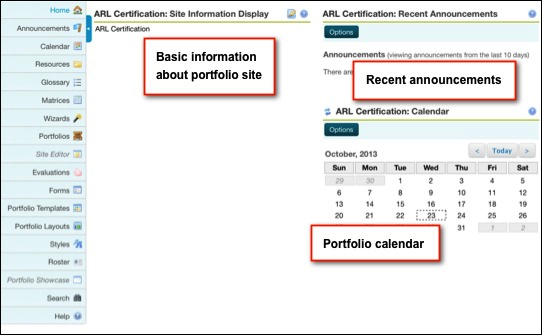 Home
Announcements
Calendar
Resources
Glossary
Matrices
Wizards
Portfolios
Site Editor
Evaluations
Forms
Portfolio Templates
Portfolio Layouts
Styles
Roster
Portfolio Showcase
Search
Help
ARL Certification: Site Information Display
ARL Certification
Basic information
about portfolio site
ARL Certification: Recent Announcements
Options
Announcements (viewing announcements from the last 10 days)
There are
Recent announcements
ARL Certification: Calendar
Options
< Today >
October, 2013
Sun Mon Tue Wed Thu Fri Sat
29 30 1 2 3 4 5
6 7 8 9 10 11 12
13 14 15 16 17 18 19
20 21 22 23 24 25 26
31 1 2
Portfolio calendar